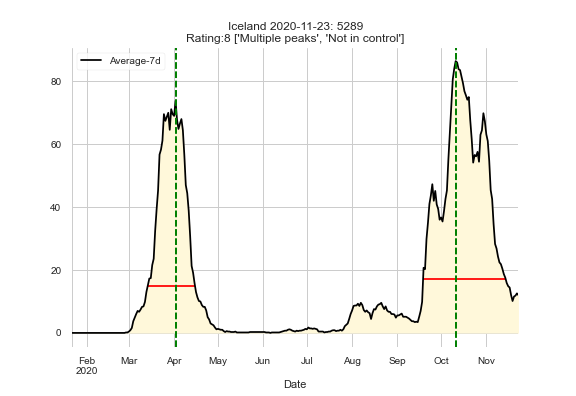 Iceland 2020-11-23: 5289
Rating:8 ['Multiple peaks', 'Not in control']
Average-7d
80
60
40
20
0
Feb Mar Apr May Jun Jul Aug Sep Oct Nov
2020
Date